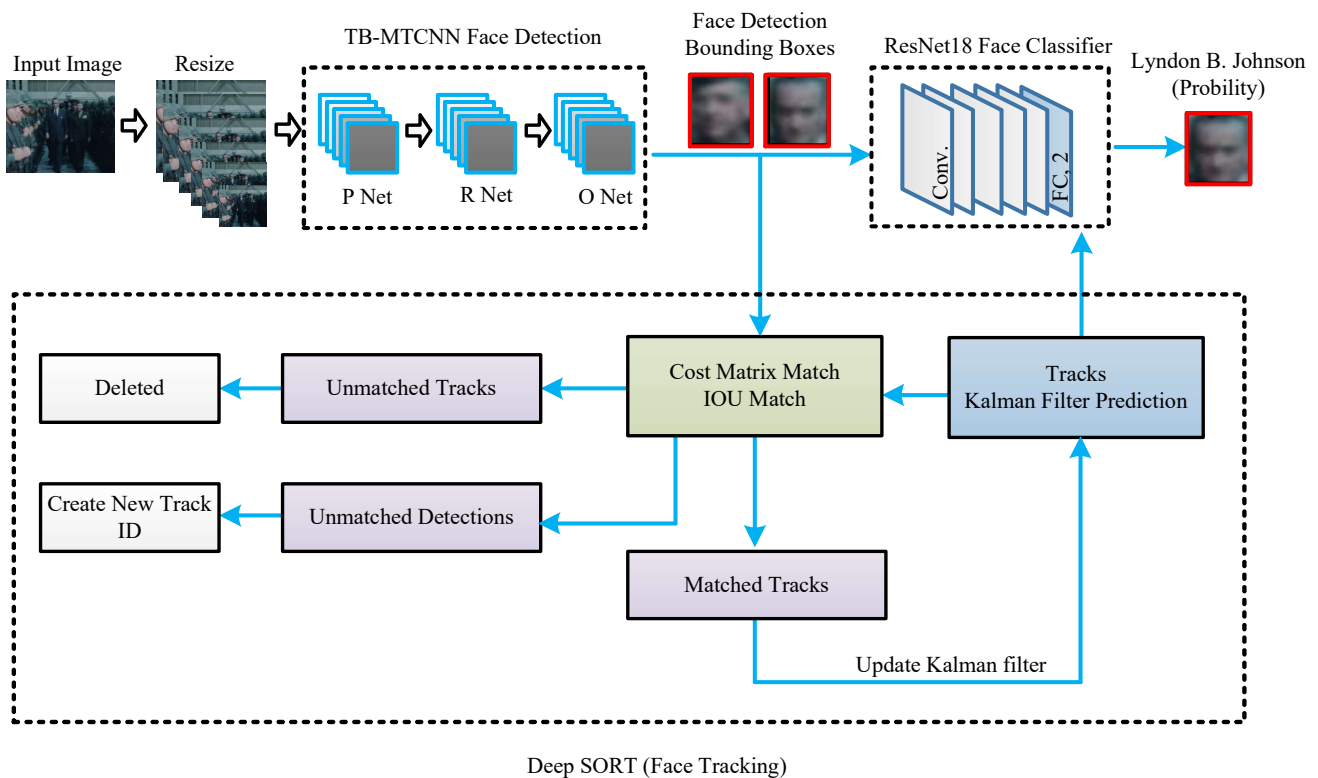 Input Image
Resize
TB-MTCNN Face Detection
P Net
R Net
O Net
Face Detection
Bounding Boxes
ResNet18 Face Classifier
Conv.
FC, 2
Lyndon B. Johnson
(Probility)
Deleted
Unmatched Tracks
Cost Matrix Match
IOU Match
Tracks
Kalman Filter Prediction
Create New Track
ID
Unmatched Detections
Matched Tracks
Update Kalman filter
Deep SORT (Face Tracking)